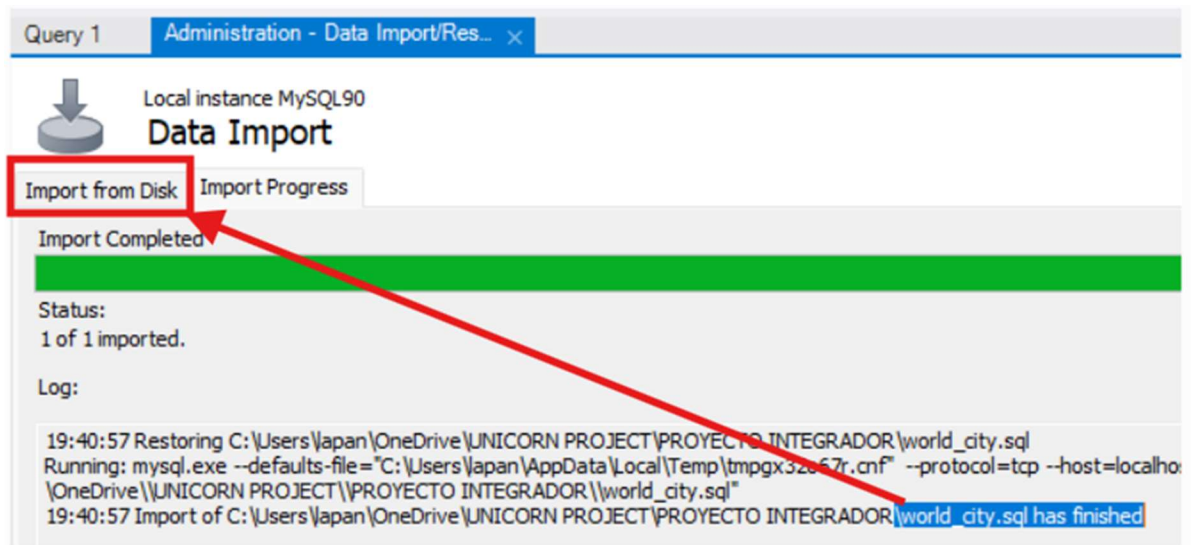 Query 1
Administration - Data Import/Res...
Local instance MySQL90
Data Import
Import from Disk
Import Progress
Import Completed
Status:
1 of 1 imported.
Log:
19:40:57 Restoring C:\Users\lapan\OneDrive\UNICORN PROJECT\PROYECTO INTEGRADOR\world_city.sql
Running: mysql.exe --defaults-file="C:\Users\lapan\AppData\Local\Temp\ --protocol=tcp --host=localhos
\OneDrive\\UNICORN PROJECT\\PROYECTO INTEGRADOR\\world_city.sql"
19:40:57 Import of C:\Users\lapan\OneDrive\UNICORN PROJECT\PROYECTO INTEGRADOR\world_city.sql has finished